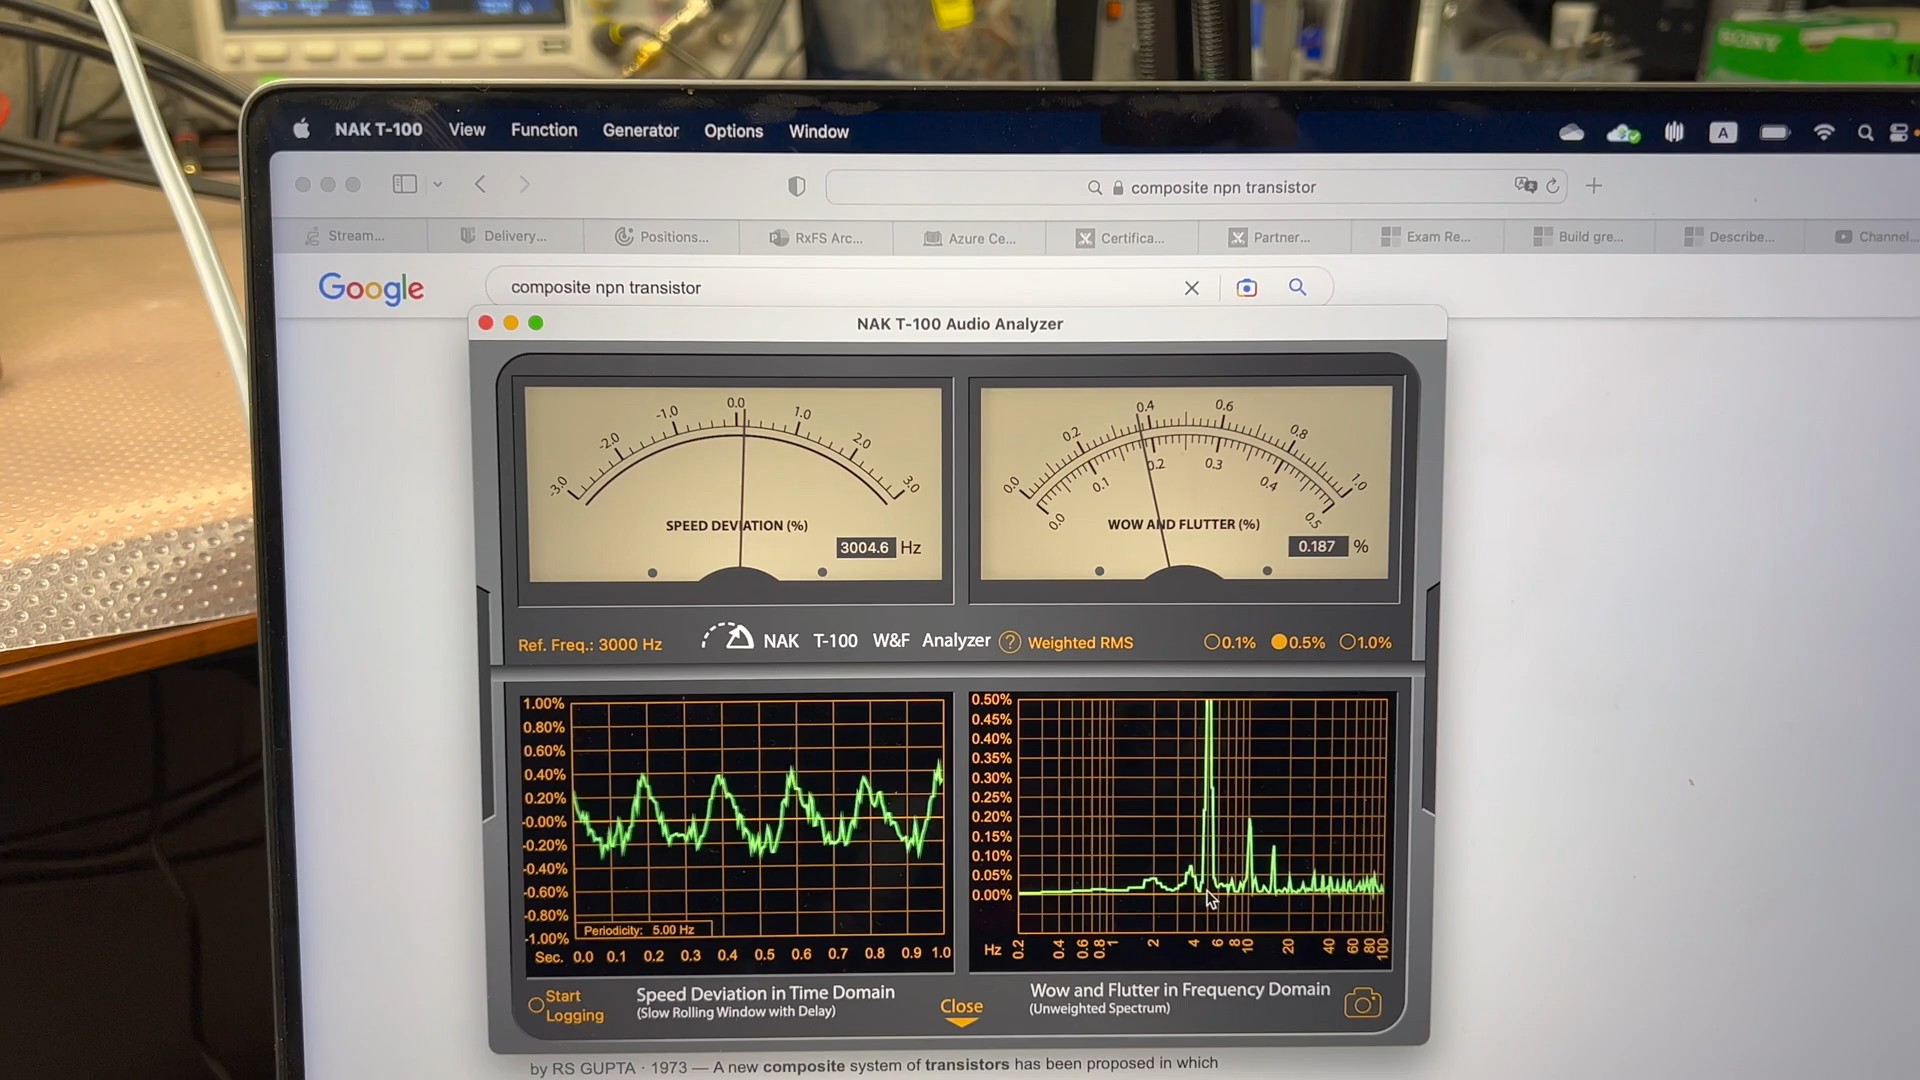 SONY
NAK T-100 View Function Generator Options Window
A
composite npn transistor
Stream... Delivery... Positions... RxFS Arc... Azure Ce... Certifica... Partner... Exam Re... Build gre... Describe... Channel...
Google composite npn transistor
NAK T-100 Audio Analyzer
-3.0 -2.0 -1.0 0.0 1.0 2.0 3.0
SPEED DEVIATION (%)
3004.6 Hz
0.0 0.2 0.4 0.6 0.8 1.0
0.0 0.1 0.2 0.3 0.4 0.5
WOW AND FLUTTER (%)
0.187 %
Ref. Freq.: 3000 Hz NAK T-100 W&F Analyzer ? Weighted RMS 0.1% 0.5% 1.0%
1.00%
0.80%
0.60%
0.40%
0.20%
-0.00%
-0.20%
-0.40%
-0.60%
-0.80%
-1.00%
Periodicity: 5.00 Hz
Sec. 0.0 0.1 0.2 0.3 0.4 0.5 0.6 0.7 0.8 0.9 1.0
0.50%
0.45%
0.40%
0.35%
0.30%
0.25%
0.20%
0.15%
0.10%
0.05%
0.00%
Hz 0.2 0.4 0.6 0.8 1 2 4 6 8 10 20 40 60 80 100
Start
Logging
Speed Deviation in Time Domain
(Slow Rolling Window with Delay)
Close
Wow and Flutter in Frequency Domain
(Unweighted Spectrum)
by RS GUPTA · 1973 — A new composite system of transistors has been proposed in which